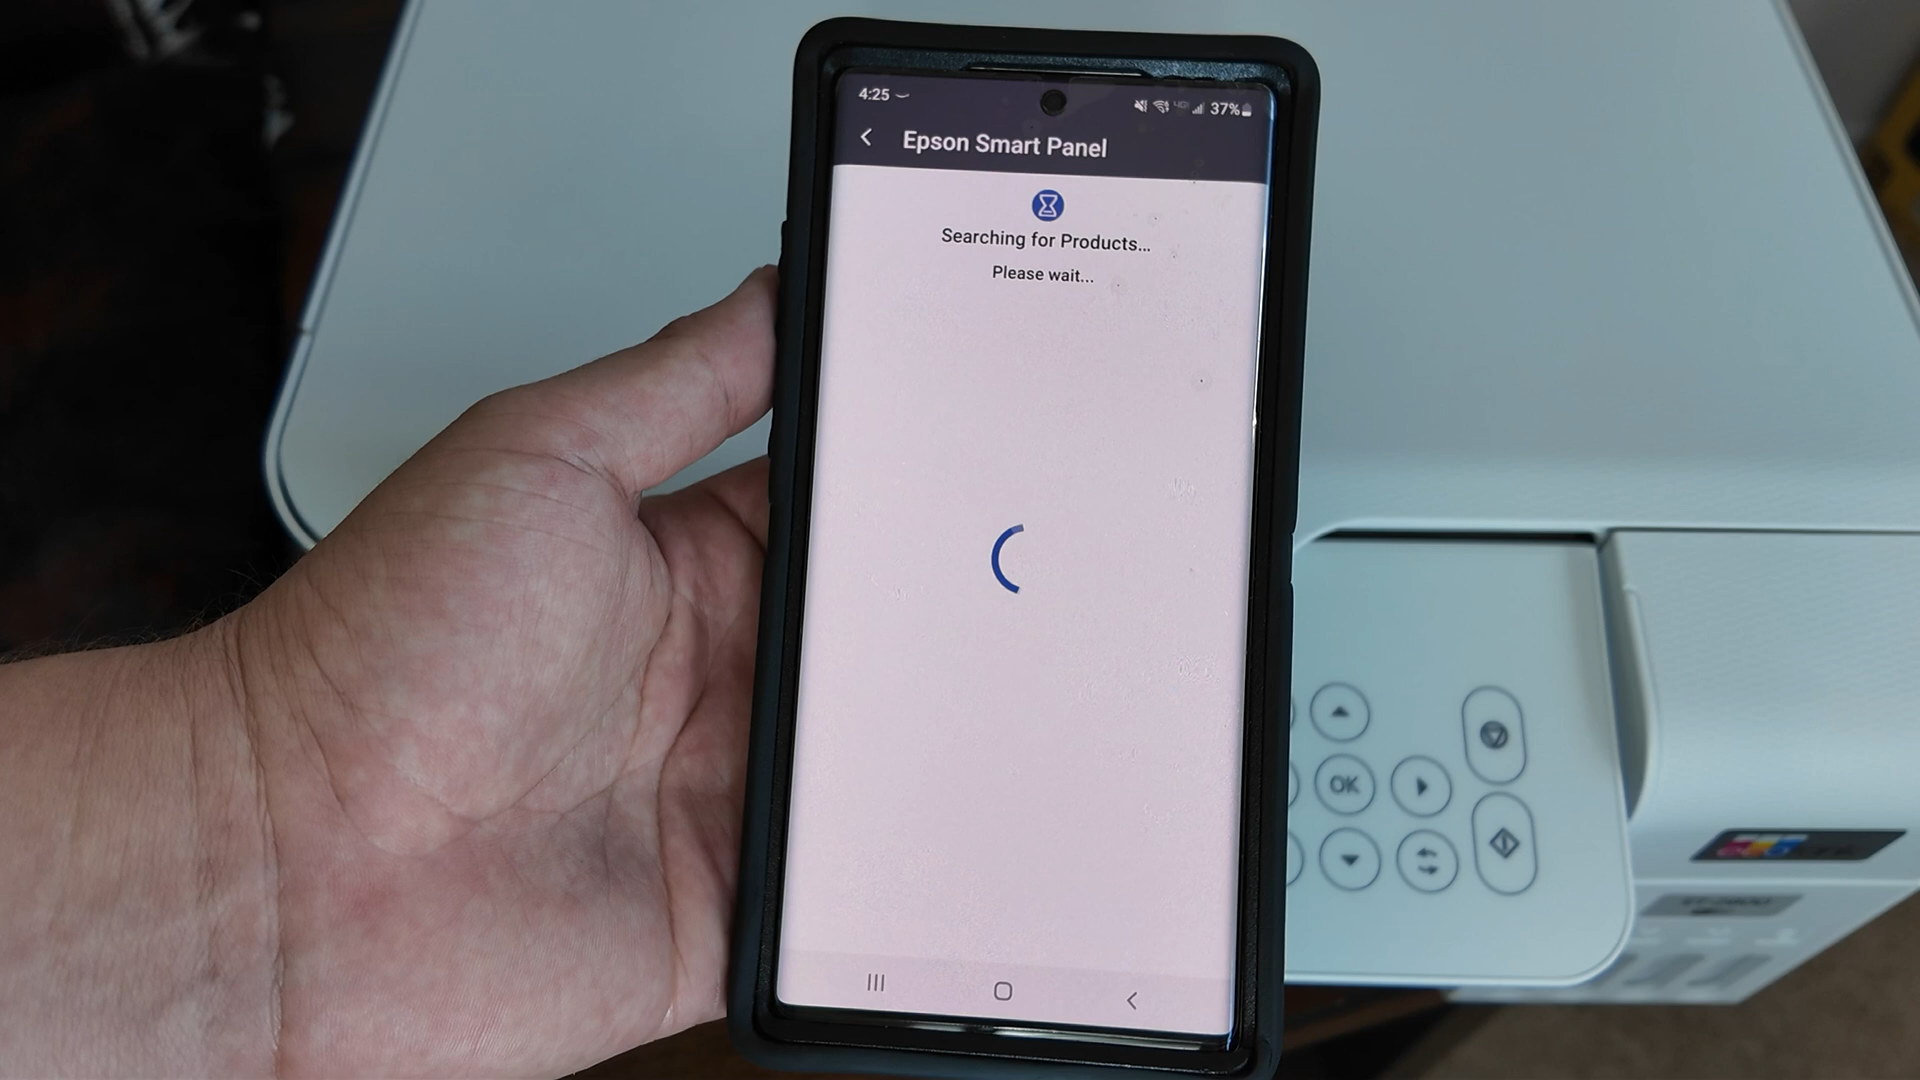 4:25
37%
Epson Smart Panel
Searching for Products...
Please wait...
OK